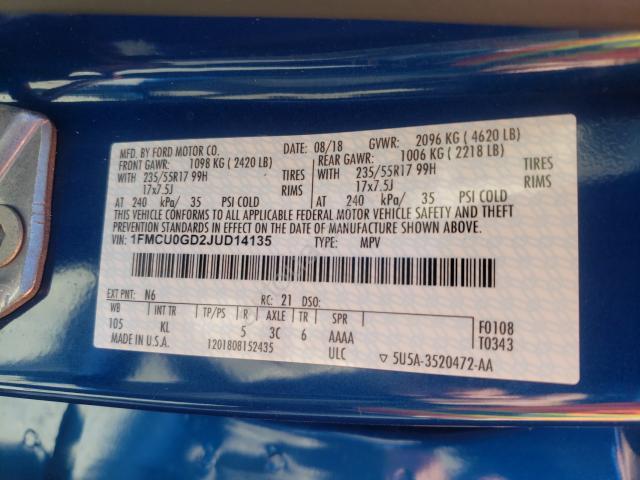 MFD. BY FORD MOTOR CO. DATE: 08/18 GVWR: 2096 KG ( 4620 LB)
FRONT GAWR: 1098 KG ( 2420 LB) REAR GAWR: 1006 KG ( 2218 LB)
WITH 235/55R17 99H TIRES WITH 235/55R17 99H TIRES
17x7.5J RIMS 17x7.5J RIMS
AT 240 kPa/ 35 PSI COLD AT 240 kPa/ 35 PSI COLD
THIS VEHICLE CONFORMS TO ALL APPLICABLE FEDERAL MOTOR VEHICLE SAFETY AND THEFT
PREVENTION STANDARDS IN EFFECT ON THE DATE OF MANUFACTURE SHOWN ABOVE.
VIN: 1FMCU0GD2JUD14135 TYPE: MPV
EXT PNT: N6 RC: 21 DSO:
WB INT TR TP/PS R AXLE TR SPR F0108
105 KL 5 3C 6 AAAA T0343
MADE IN U.S.A. 1201808152435 ULC ▽ 5U5A-3520472-AA